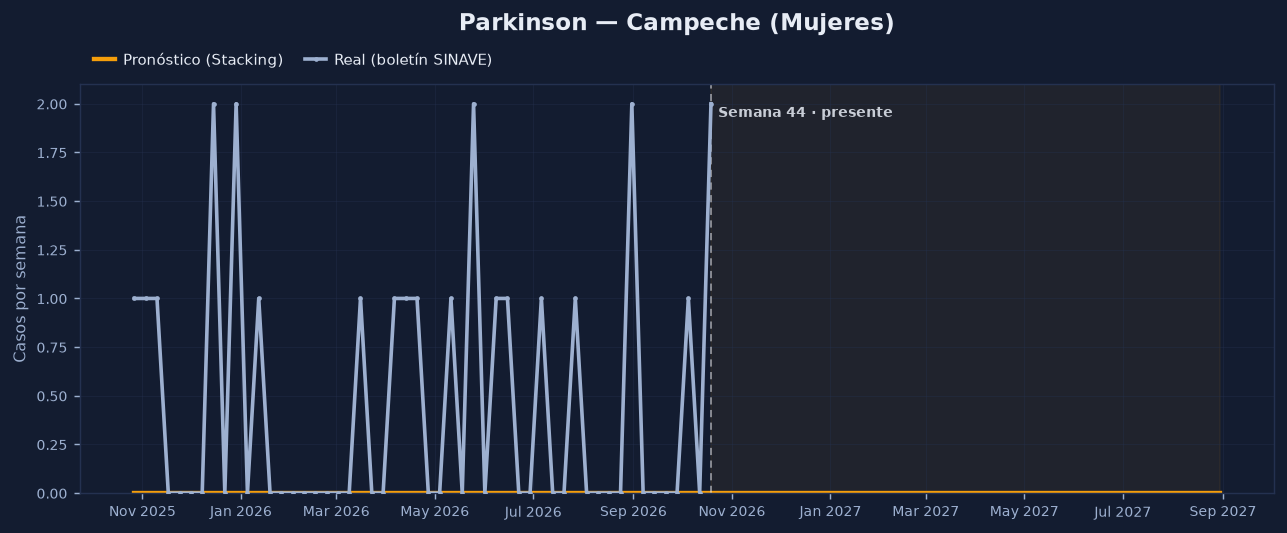 Parkinson — Campeche (Mujeres)
Pronóstico (Stacking)
Real (boletín SINAVE)
Casos por semana
2.00
1.75
1.50
1.25
1.00
0.75
0.50
0.25
0.00
Semana 44 · presente
Nov 2025
Jan 2026
Mar 2026
May 2026
Jul 2026
Sep 2026
Nov 2026
Jan 2027
Mar 2027
May 2027
Jul 2027
Sep 2027